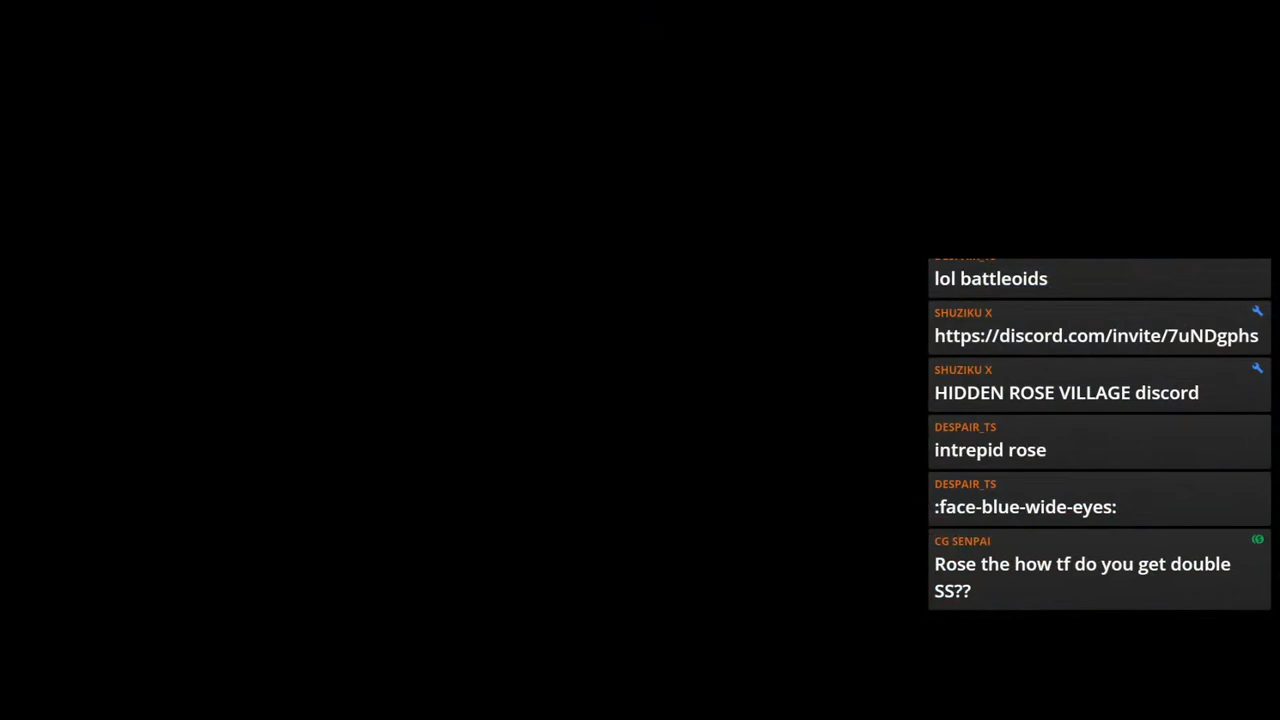 lol battleoids
SHUZIKU X
https://discord.com/invite/7uNDgphs
SHUZIKU X
HIDDEN ROSE VILLAGE discord
DESPAIR_TS
intrepid rose
DESPAIR_TS
:face-blue-wide-eyes:
CG SENPAI
Rose the how tf do you get double
SS??